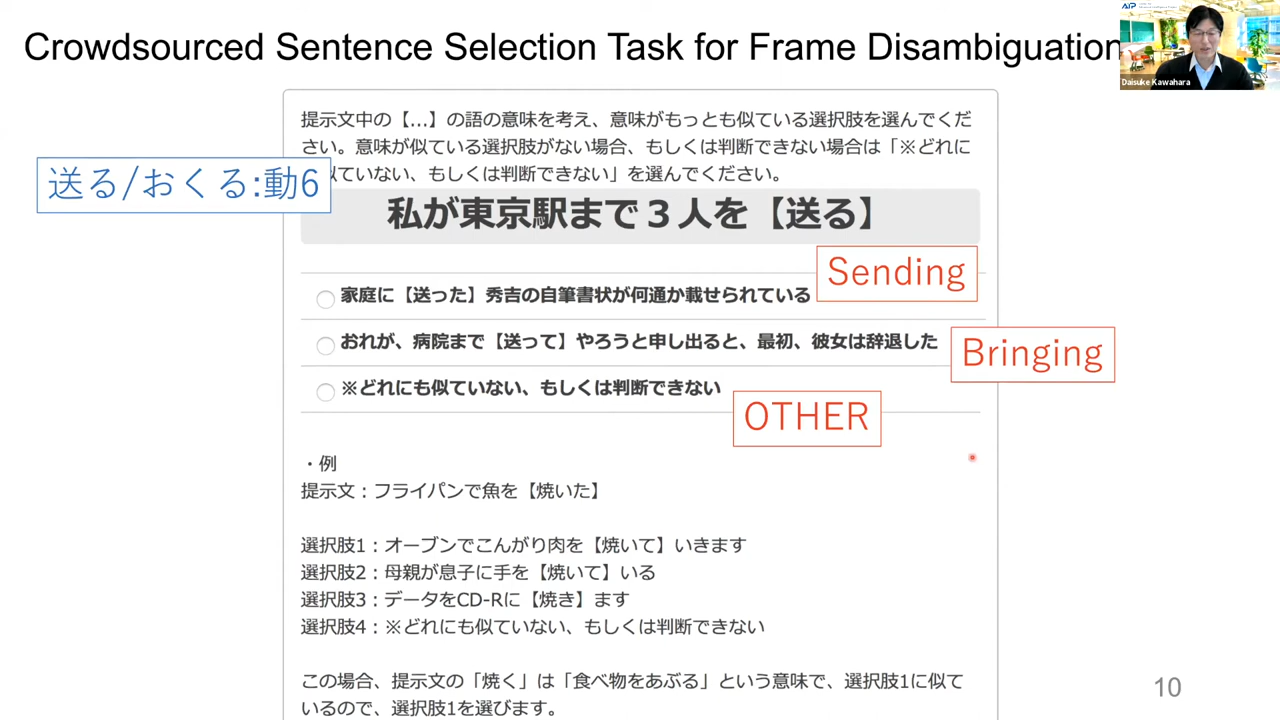 Crowdsourced Sentence Selection Task for Frame Disambiguation
AIP
Daisuke Kawahara
提示文中の【...】の語の意味を考え、意味がもっとも似ている選択肢を選んでくだ
さい。意味が似ている選択肢がない場合、もしくは判断できない場合は「※どれに
似ていない、もしくは判断できない」を選んでください。
送る/おくる:動6
私が東京駅まで３人を【送る】
Sending
家庭に【送った】秀吉の自筆書状が何通か載せられている
おれが、病院まで【送って】やろうと申し出ると、最初、彼女は辞退した
Bringing
※どれにも似ていない、もしくは判断できない
OTHER
・例
提示文：フライパンで魚を【焼いた】
選択肢1：オーブンでこんがり肉を【焼いて】いきます
選択肢2：母親が息子に手を【焼いて】いる
選択肢3：データをCD-Rに【焼き】ます
選択肢4：※どれにも似ていない、もしくは判断できない
この場合、提示文の「焼く」は「食べ物をあぶる」という意味で、選択肢1に似て
いるので、選択肢1を選びます。
10